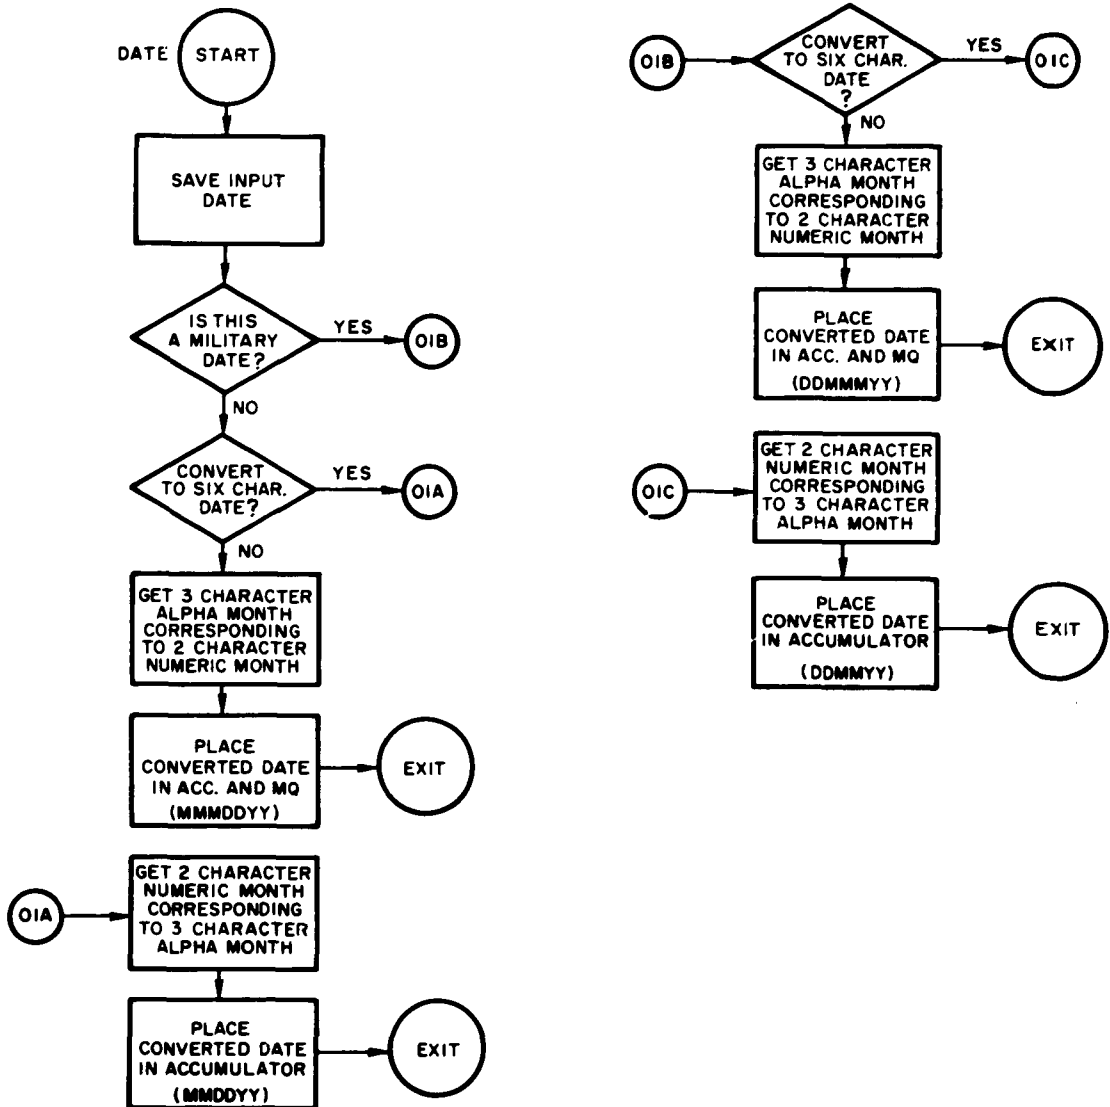 DATE
START
SAVE INPUT
DATE
IS THIS
A MILITARY
DATE?
YES
01B
NO
CONVERT
TO SIX CHAR.
DATE?
YES
01A
NO
GET 3 CHARACTER
ALPHA MONTH
CORRESPONDING
TO 2 CHARACTER
NUMERIC MONTH
PLACE
CONVERTED DATE
IN ACC. AND MQ
(MMMDDYY)
EXIT
01A
GET 2 CHARACTER
NUMERIC MONTH
CORRESPONDING
TO 3 CHARACTER
ALPHA MONTH
PLACE
CONVERTED DATE
IN ACCUMULATOR
(MMDDYY)
EXIT
01B
CONVERT
TO SIX CHAR.
DATE
?
YES
01C
NO
GET 3 CHARACTER
ALPHA MONTH
CORRESPONDING
TO 2 CHARACTER
NUMERIC MONTH
PLACE
CONVERTED DATE
IN ACC. AND MQ
(DDMMMYY)
EXIT
01C
GET 2 CHARACTER
NUMERIC MONTH
CORRESPONDING
TO 3 CHARACTER
ALPHA MONTH
PLACE
CONVERTED DATE
IN ACCUMULATOR
(DDMMYY)
EXIT